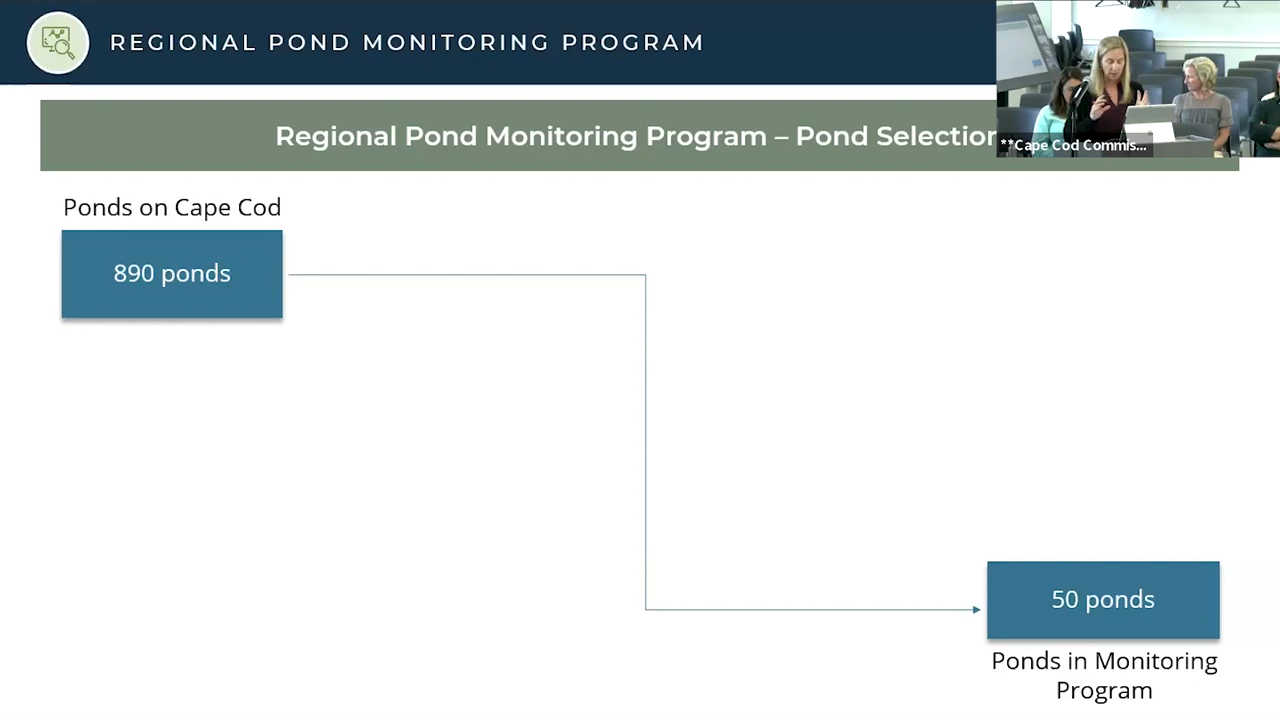 REGIONAL POND MONITORING PROGRAM
Regional Pond Monitoring Program – Pond Selection
**Cape Cod Commis...
Ponds on Cape Cod
890 ponds
50 ponds
Ponds in Monitoring
Program